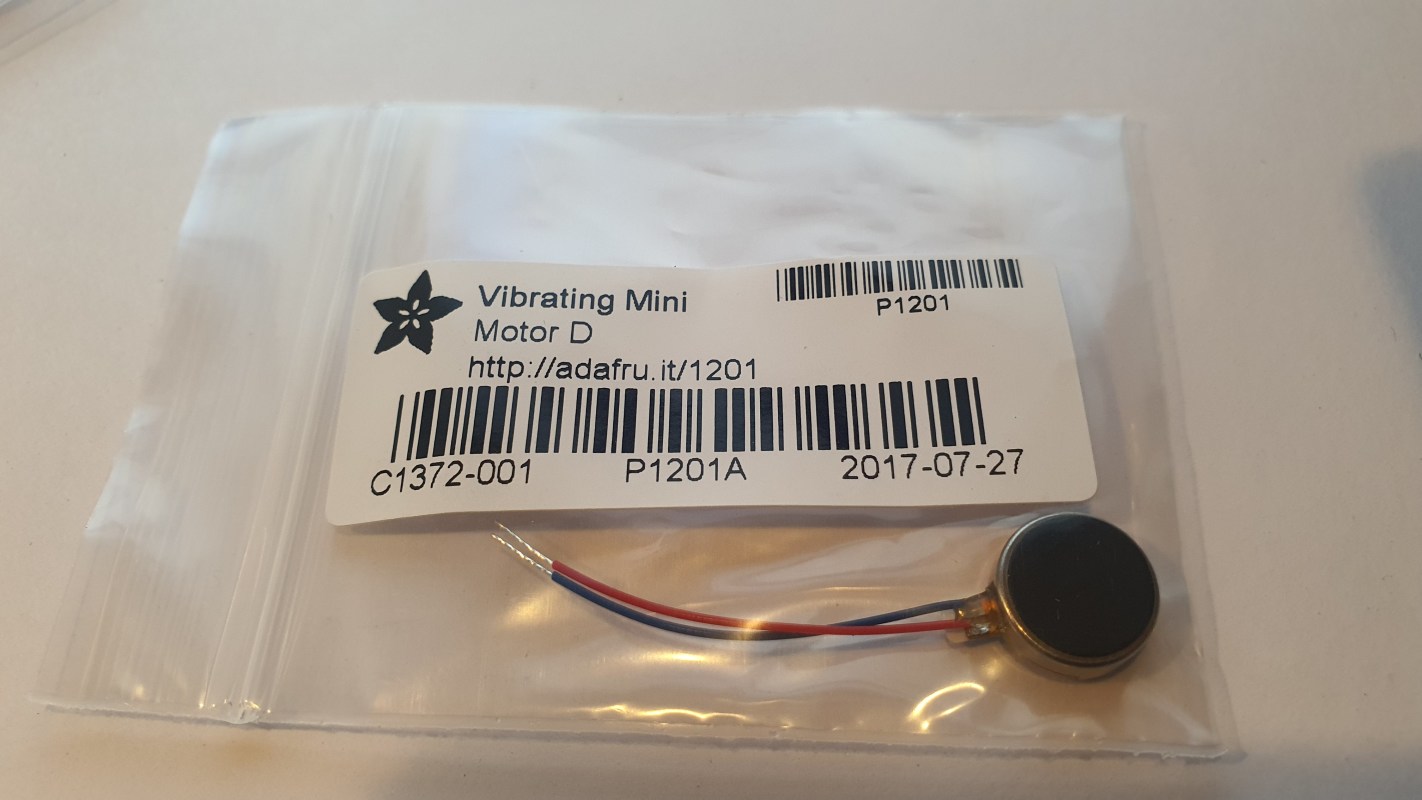 Vibrating Mini
Motor D
http://adafru.it/1201
P1201
C1372-001 P1201A 2017-07-27